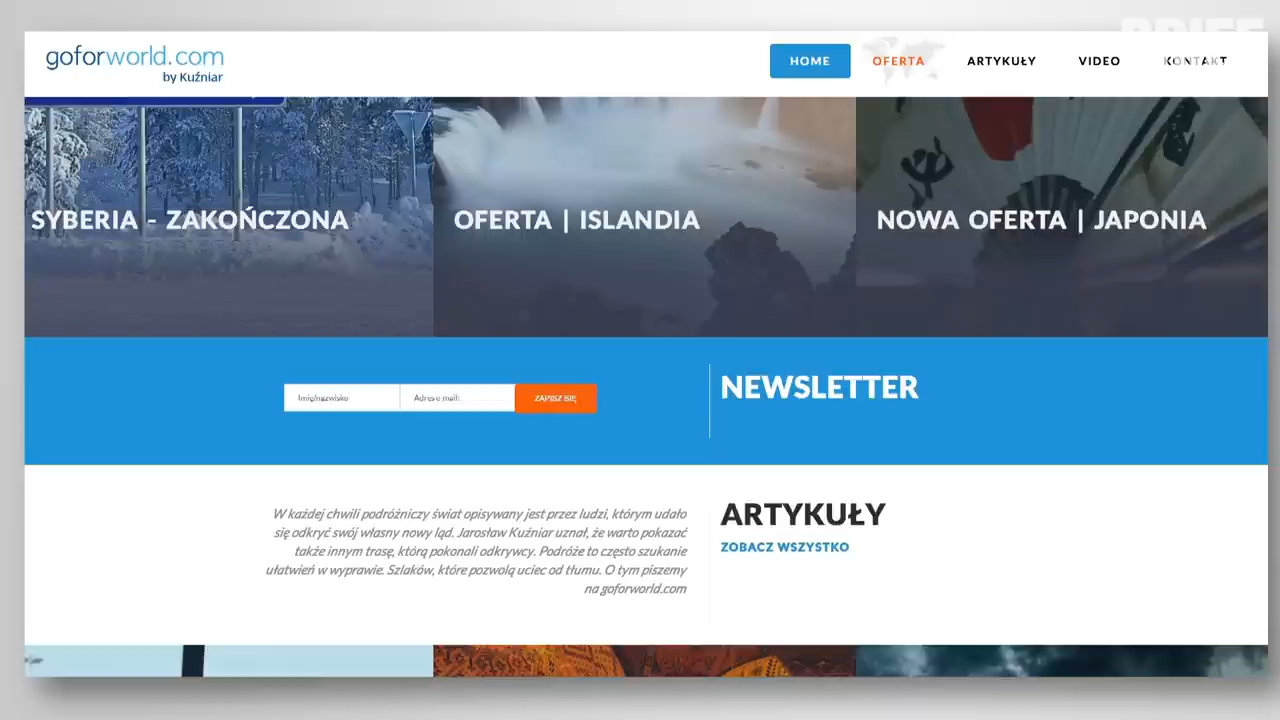 BRIEF
goforworld.com
by Kuźniar
HOME
OFERTA
ARTYKUŁY
VIDEO
KONTAKT
SYBERIA - ZAKOŃCZONA
OFERTA | ISLANDIA
NOWA OFERTA | JAPONIA
Imię/nazwisko
Adres e-mail:
ZAPISZ SIĘ
NEWSLETTER
W każdej chwili podróżniczy świat opisywany jest przez ludzi, którym udało
się odkryć swój własny nowy ląd. Jarosław Kuźniar uznał, że warto pokazać
także innym trasę, którą pokonali odkrywcy. Podróże to często szukanie
ułatwień w wyprawie. Szlaków, które pozwolą uciec od tłumu. O tym piszemy
na goforworld.com
ARTYKUŁY
ZOBACZ WSZYSTKO